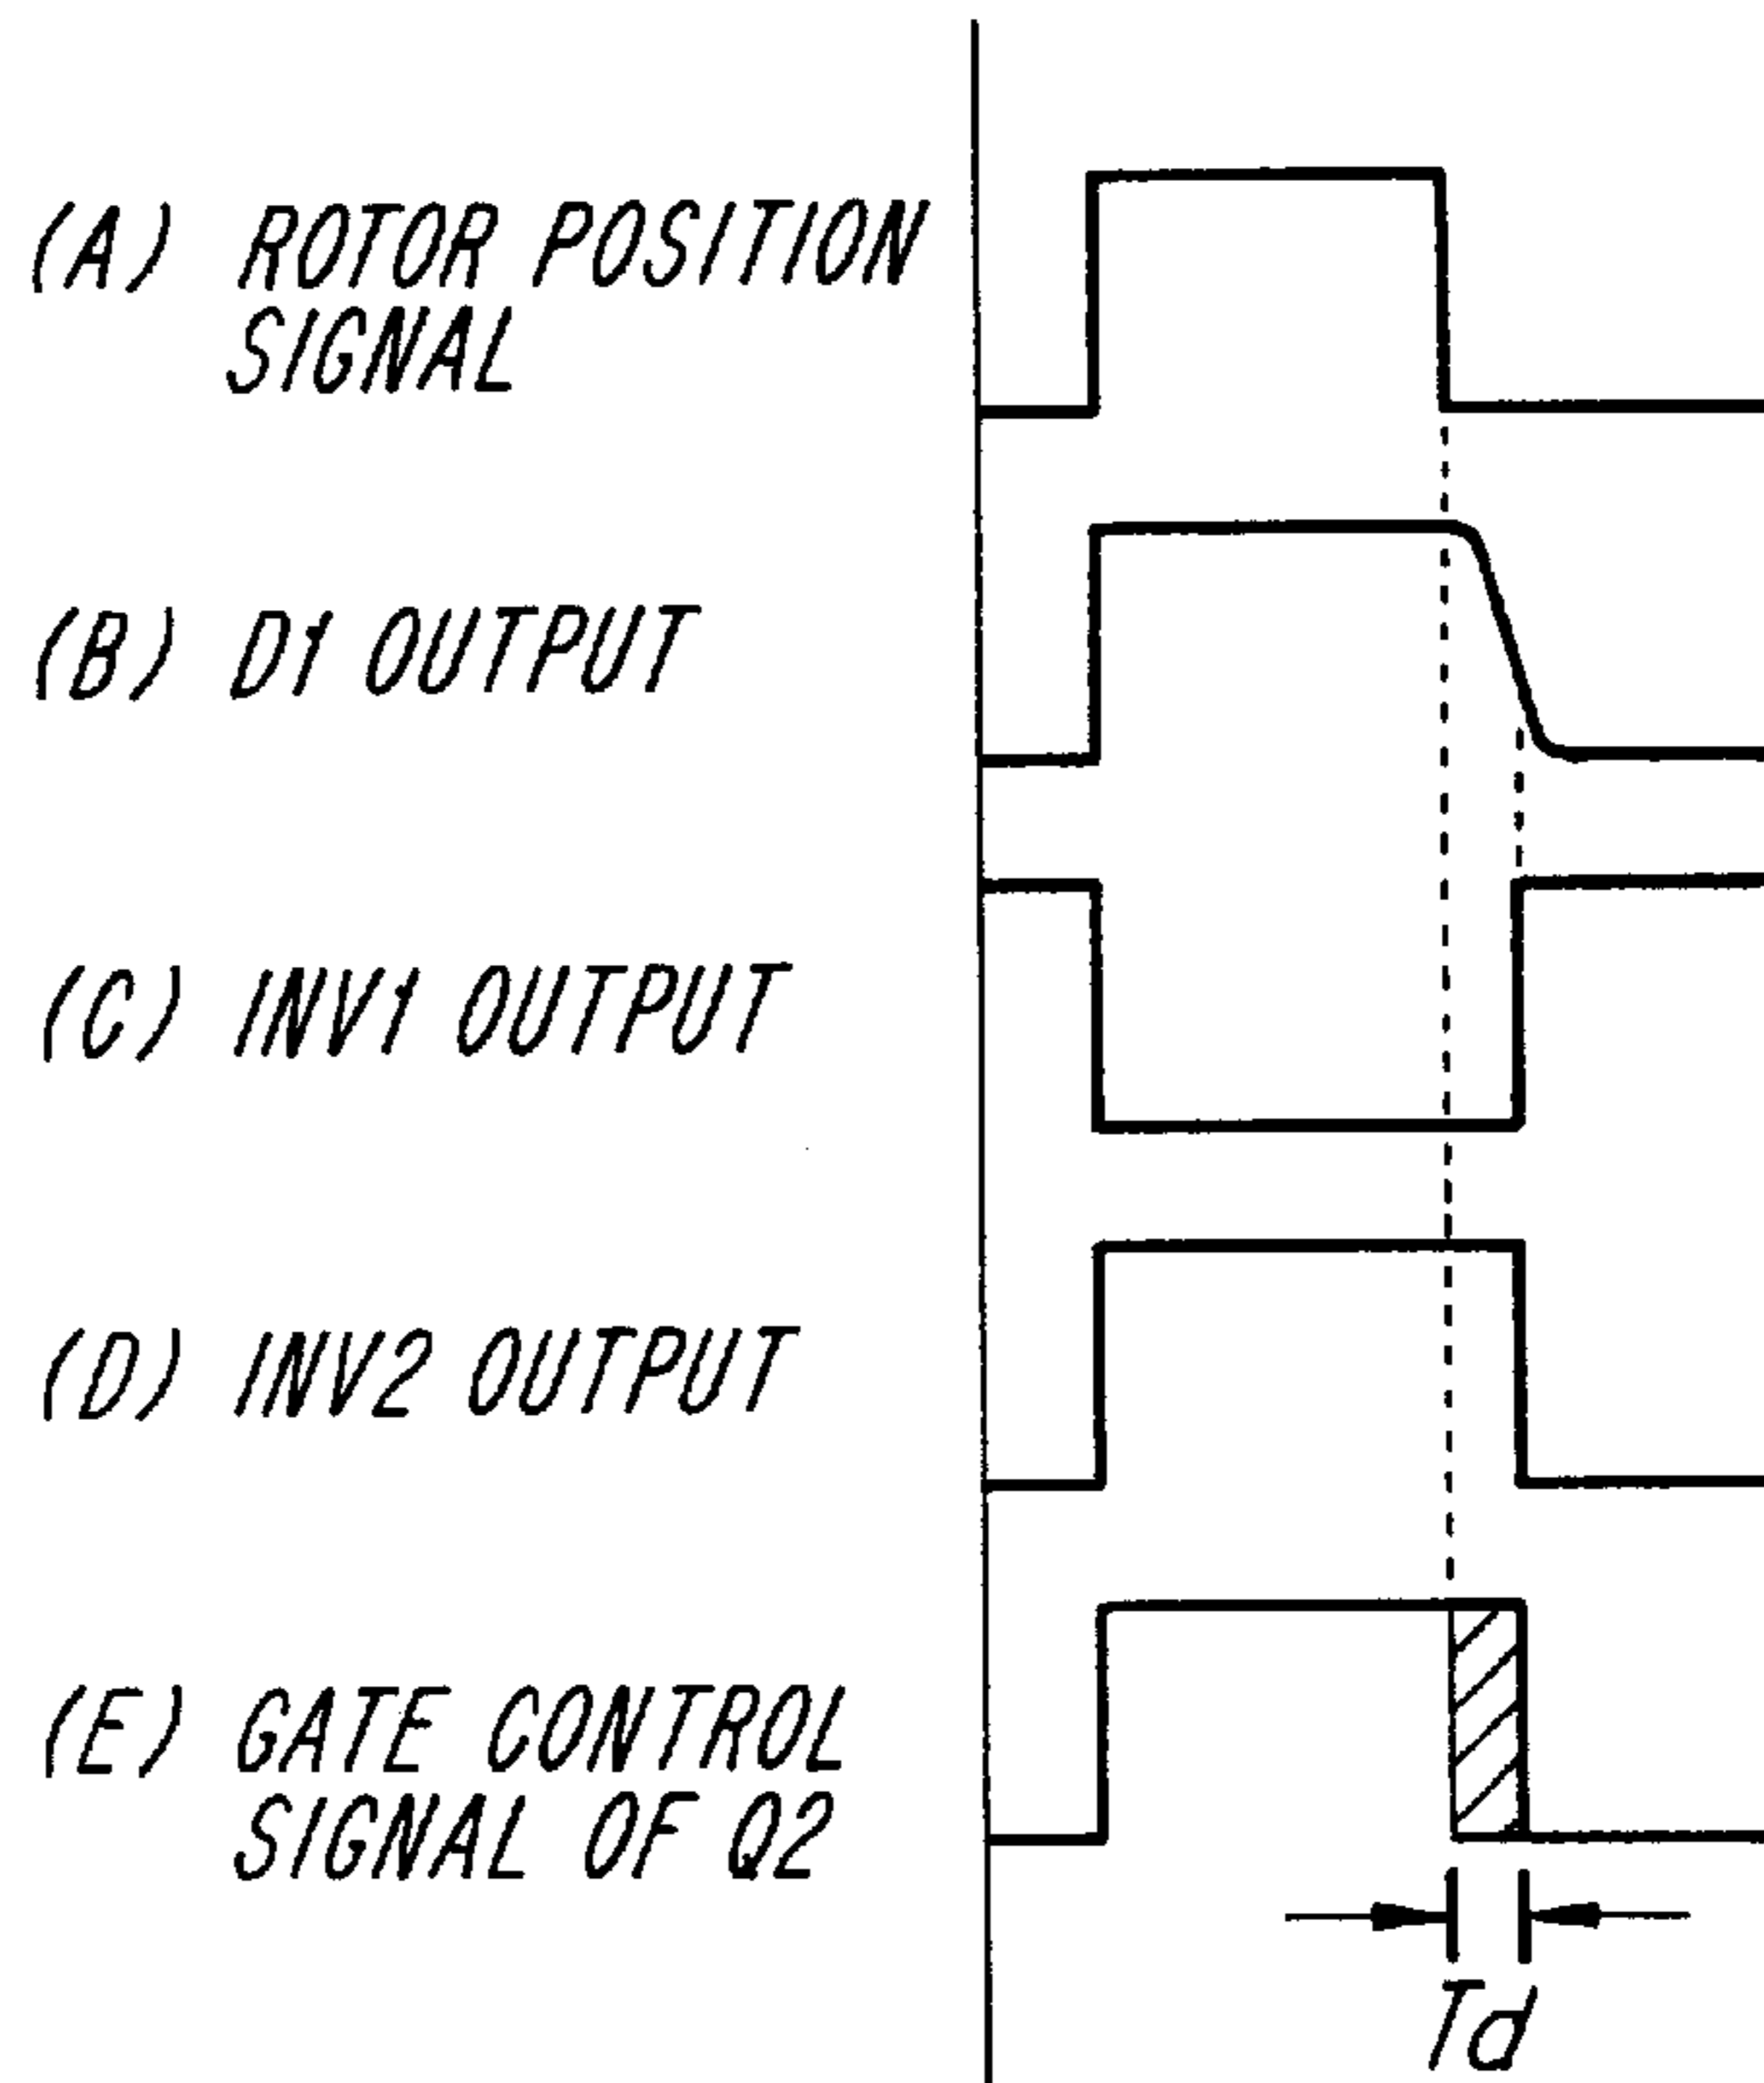 (A) ROTOR POSITION
SIGNAL
(B) D1 OUTPUT
(C) INV1 OUTPUT
(D) INV2 OUTPUT
(E) GATE CONTROL
SIGNAL OF Q2
Td